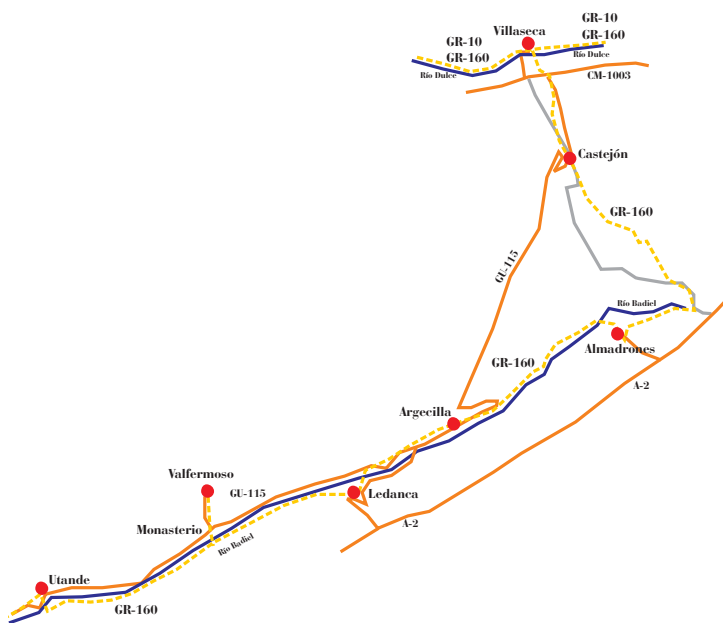 GR-10
GR-160
Villaseca
GR-10
GR-160
Río Dulce
Río Dulce
CM-1003
Castejón
GR-160
GU-115
Río Badiel
Almadrones
GR-160
A-2
Argecilla
Valfermoso
GU-115
Ledanca
A-2
Monasterio
Río Badiel
Utande
GR-160